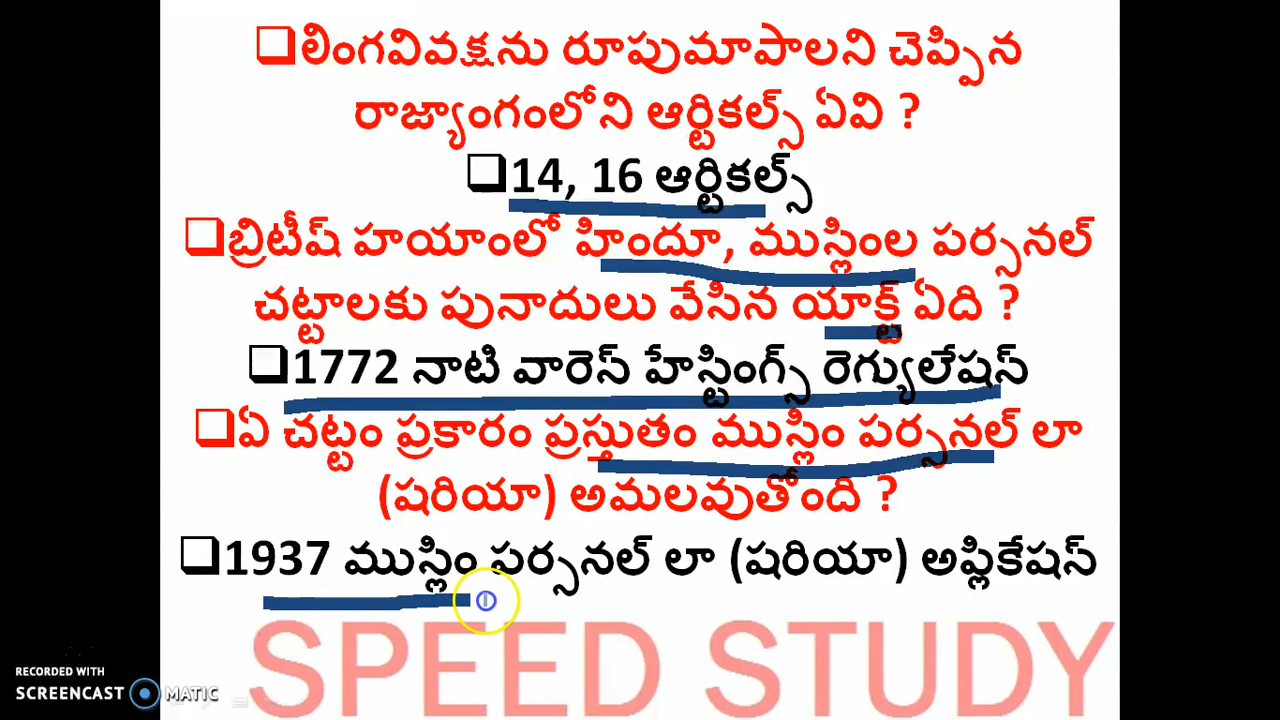 ❑లింగవివక్షను రూపుమాపాలని చెప్పిన
రాజ్యాంగంలోని ఆర్టికల్స్ ఏవి ?
❑14, 16 ఆర్టికల్స్
❑బ్రిటీష్ హయాంలో హిందూ, ముస్లింల పర్సనల్
చట్టాలకు పునాదులు వేసిన యాక్ట్ ఏది ?
❑1772 నాటి వారెన్ హేస్టింగ్స్ రెగ్యులేషన్
❑ఏ చట్టం ప్రకారం ప్రస్తుతం ముస్లిం పర్సనల్ లా
(షరియా) అమలవుతోంది ?
❑1937 ముస్లిం పర్సనల్ లా (షరియా) అప్లికేషన్
SPEED STUDY
RECORDED WITH
SCREENCAST MATIC